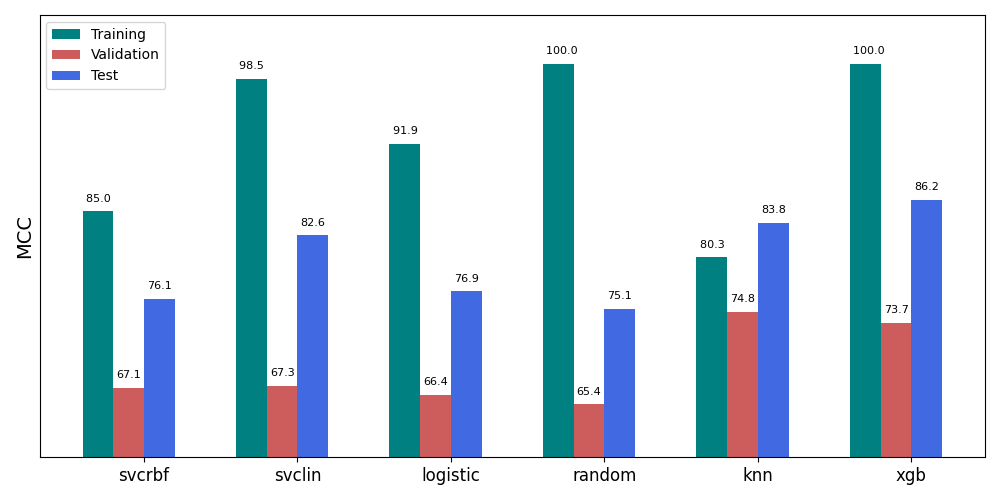 Training
Validation
Test
MCC
85.0
67.1
76.1
98.5
67.3
82.6
91.9
66.4
76.9
100.0
65.4
75.1
80.3
74.8
83.8
100.0
73.7
86.2
svcrbf
svclin
logistic
random
knn
xgb